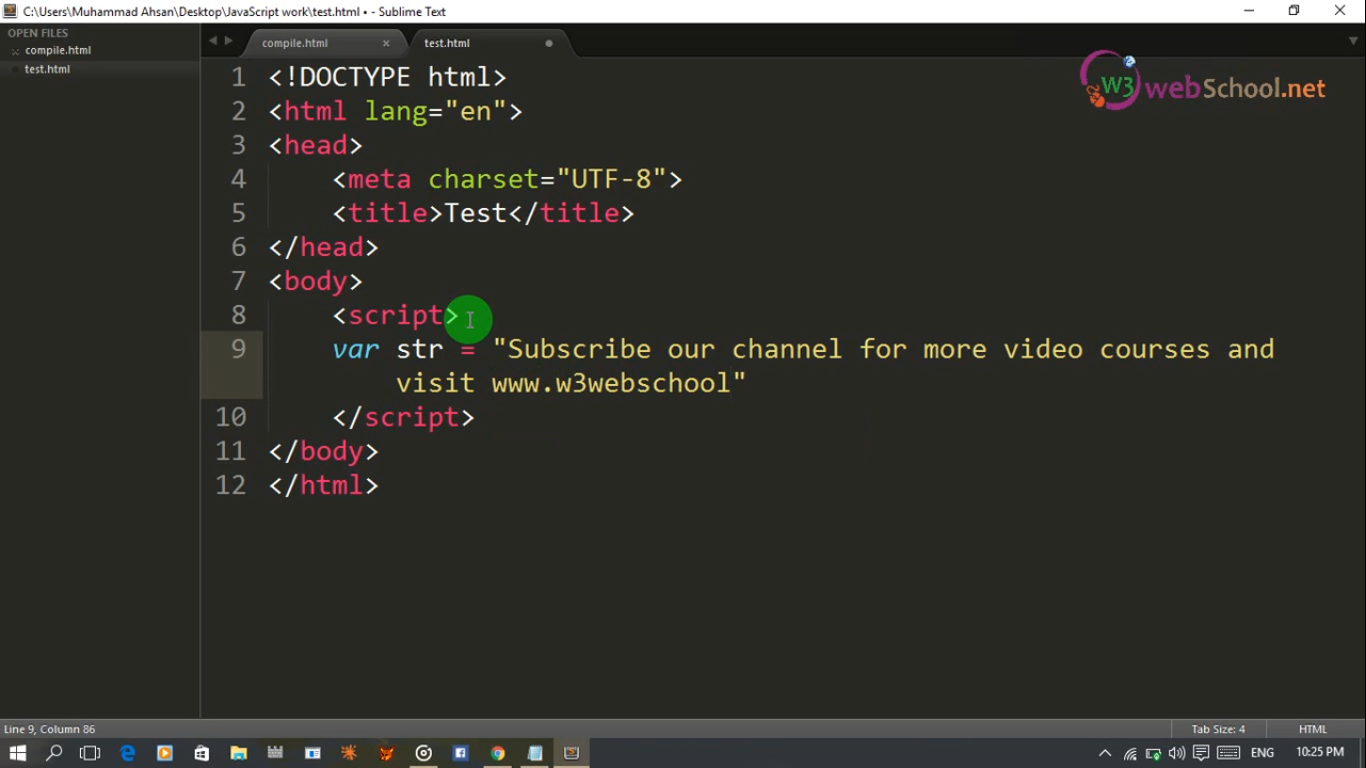 C:\Users\Muhammad Ahsan\Desktop\JavaScript work\test.html • - Sublime Text
OPEN FILES
compile.html
test.html
compile.html
test.html
W3 webSchool.net
1 <!DOCTYPE html>
2 <html lang="en">
3 <head>
4 <meta charset="UTF-8">
5 <title>Test</title>
6 </head>
7 <body>
8 <script>
9 var str = "Subscribe our channel for more video courses and
visit www.w3webschool"
10 </script>
11 </body>
12 </html>
Line 9, Column 86
Tab Size: 4
HTML
ENG
10:25 PM